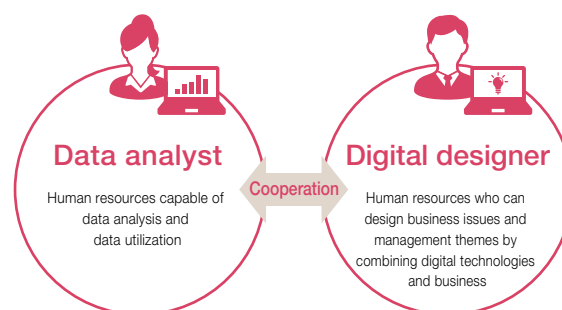 Data analyst
Human resources capable of
data analysis and
data utilization
Cooperation
Digital designer
Human resources who can
design business issues and
management themes by
combining digital technologies
and business